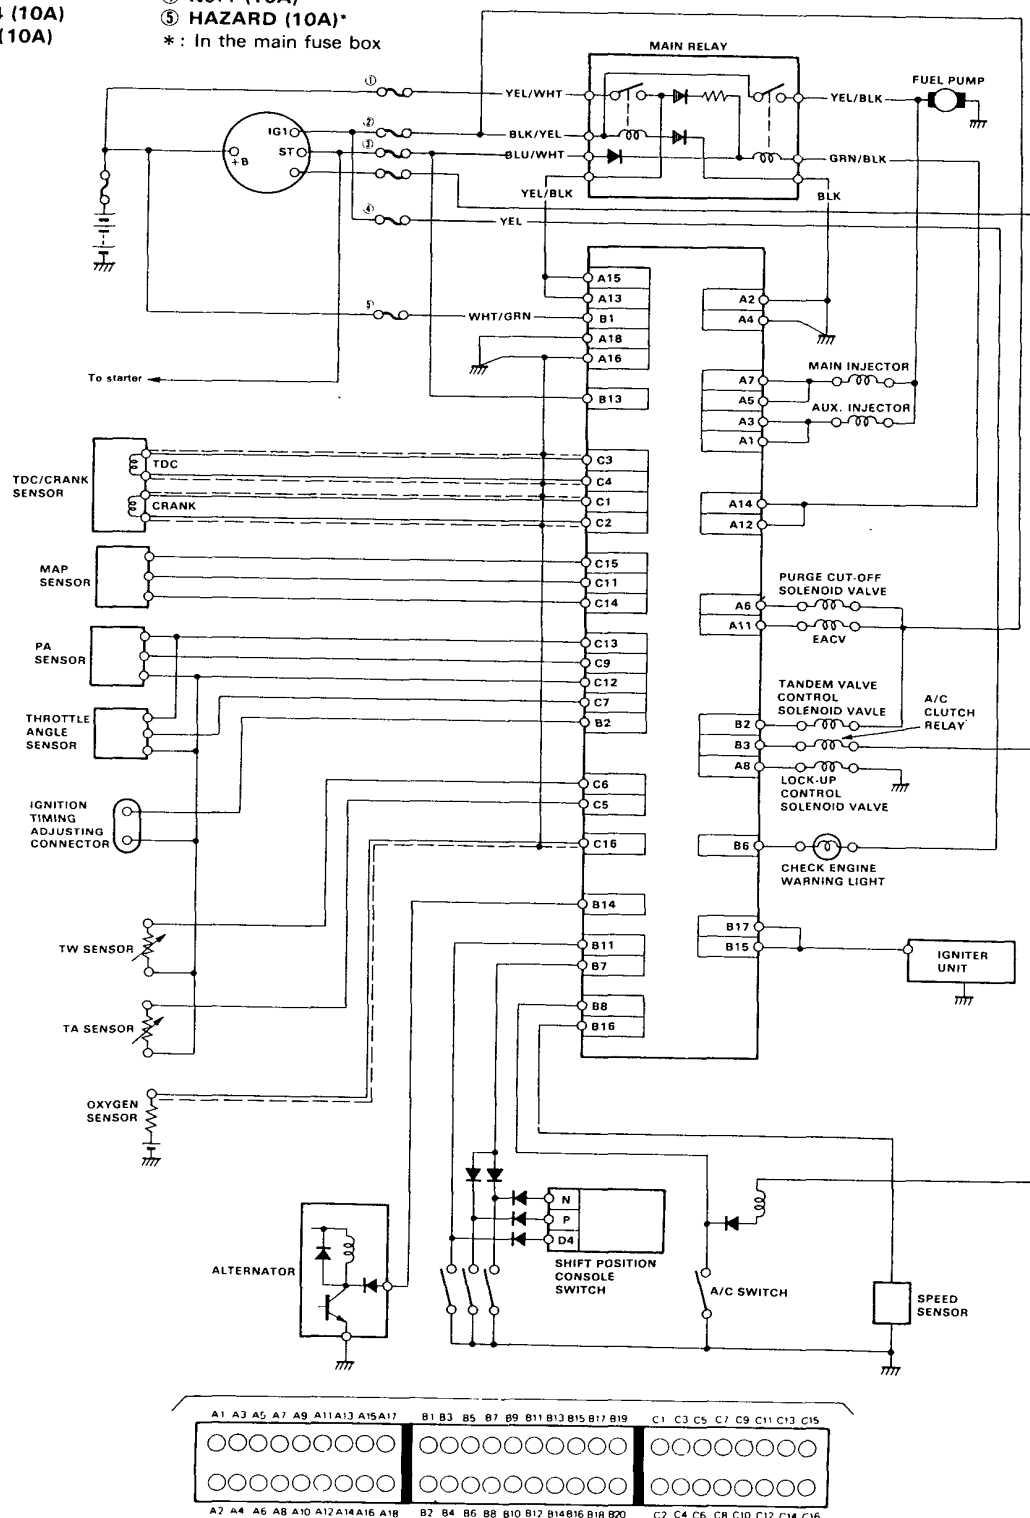 4 (10A)
(10A)
⑤ HAZARD (10A)*
*: In the main fuse box
MAIN RELAY
FUEL PUMP
①
YEL/WHT
YEL/BLK
②
IG1
BLK/YEL
③
+B
ST
BLU/WHT
GRN/BLK
YEL/BLK
BLK
④
YEL
A15
A13
A2
5
WHT/GRN
B1
A4
A18
A16
MAIN INJECTOR
To starter
A7
B13
A5
AUX. INJECTOR
A3
A1
TDC/CRANK
SENSOR
TDC
CRANK
C3
C4
C1
C2
A14
A12
MAP
SENSOR
C15
C11
C14
PURGE CUT-OFF
SOLENOID VALVE
A6
A11
EACV
PA
SENSOR
C13
C9
C12
C7
B2
THROTTLE
ANGLE
SENSOR
TANDEM VALVE
CONTROL
SOLENOID VAVLE
A/C
CLUTCH
RELAY
B2
B3
A8
LOCK-UP
CONTROL
SOLENOID VALVE
IGNITION
TIMING
ADJUSTING
CONNECTOR
C6
C5
C16
B6
CHECK ENGINE
WARNING LIGHT
B14
B17
B15
IGNITER
UNIT
TW SENSOR
B11
B7
TA SENSOR
B8
B16
OXYGEN
SENSOR
N
P
D4
SHIFT POSITION
CONSOLE
SWITCH
ALTERNATOR
A/C SWITCH
SPEED
SENSOR
A1 A3 A5 A7 A9 A11 A13 A15 A17 B1 B3 B5 B7 B9 B11 B13 B15 B17 B19 C1 C3 C5 C7 C9 C11 C13 C15
A2 A4 A6 A8 A10 A12 A14 A16 A18 B2 B4 B6 B8 B10 B12 B14 B16 B18 B20 C2 C4 C6 C8 C10 C12 C14 C16